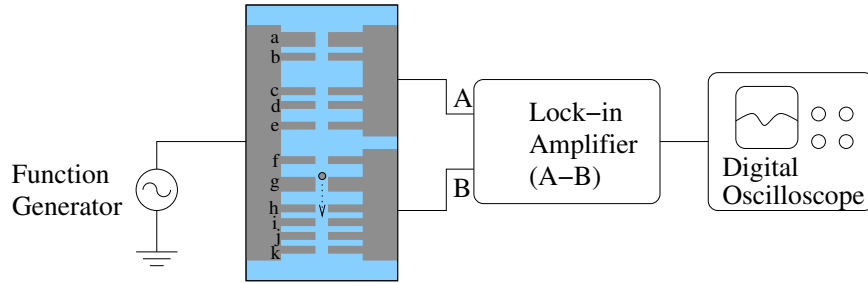 a
b
c
d
e
f
g
h
i
j
k
Function
Generator
A
B
Lock-in
Amplifier
(A-B)
Digital
Oscilloscope